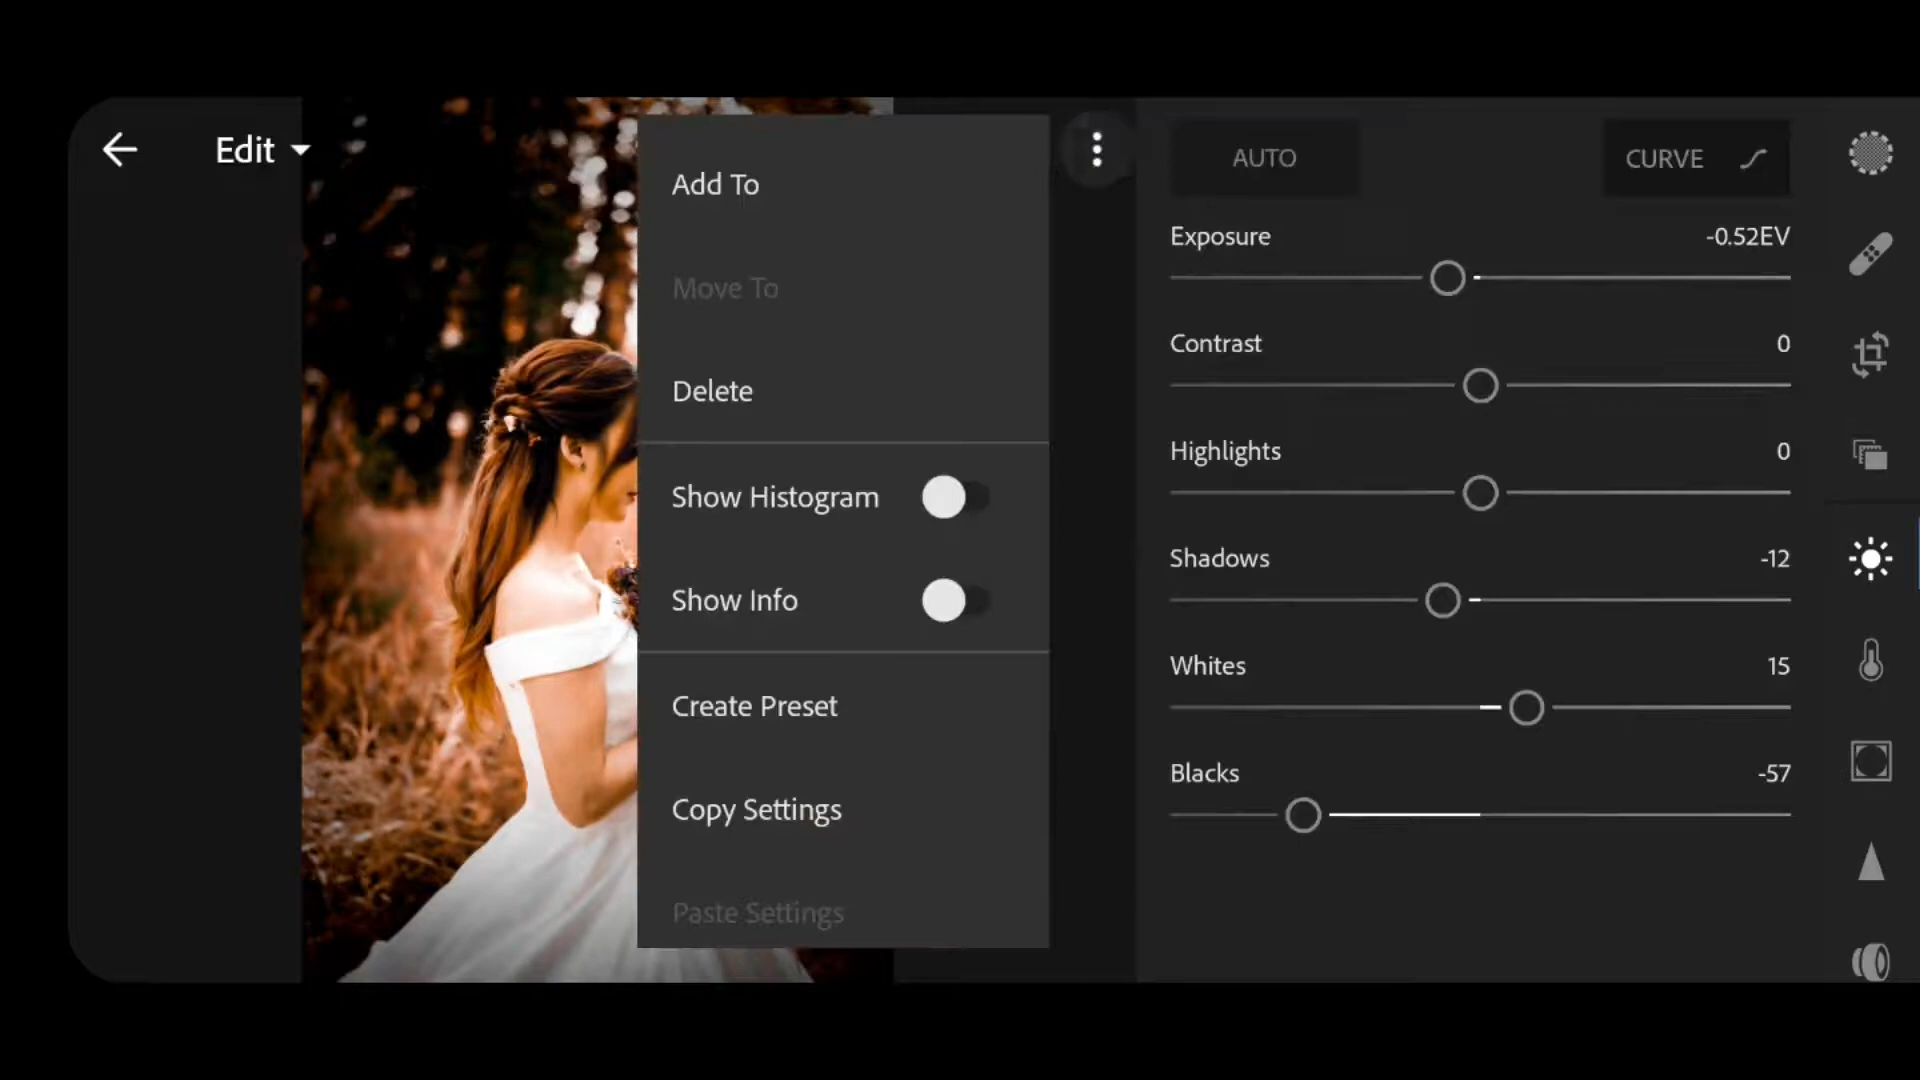 Edit
Add To
Move To
Delete
Show Histogram
Show Info
Create Preset
Copy Settings
Paste Settings
AUTO
CURVE
Exposure -0.52EV
Contrast 0
Highlights 0
Shadows -12
Whites 15
Blacks -57